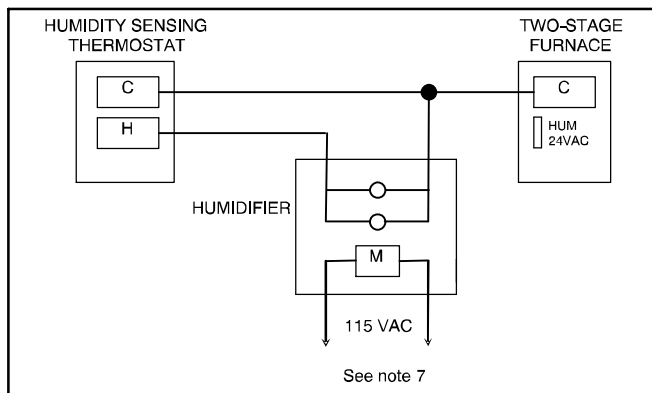 HUMIDITY SENSING
THERMOSTAT
TWO-STAGE
FURNACE
C
C
H
HUM
24VAC
HUMIDIFIER
M
115 VAC
See note 7